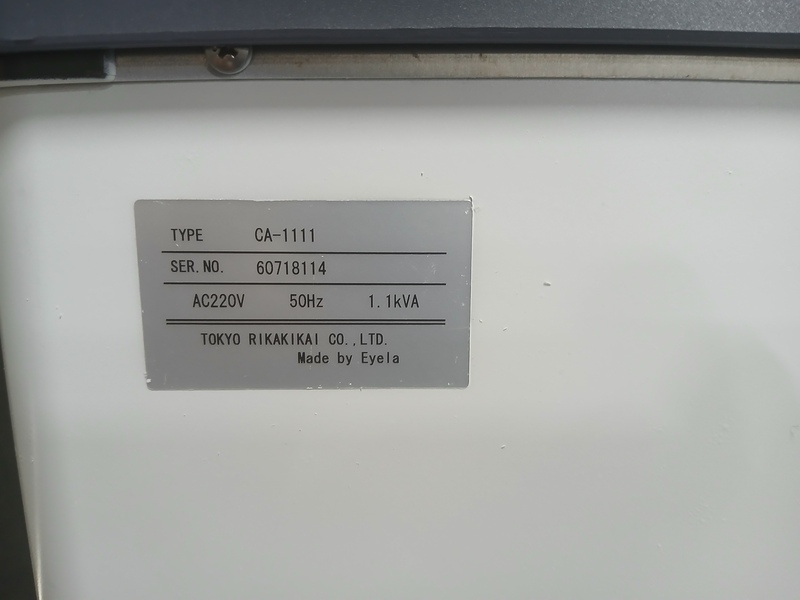 TYPE CA-1111
SER.NO. 60718114
AC220V 50Hz 1.1kVA
TOKYO RIKAKIKAI CO.,LTD.
Made by Eyela